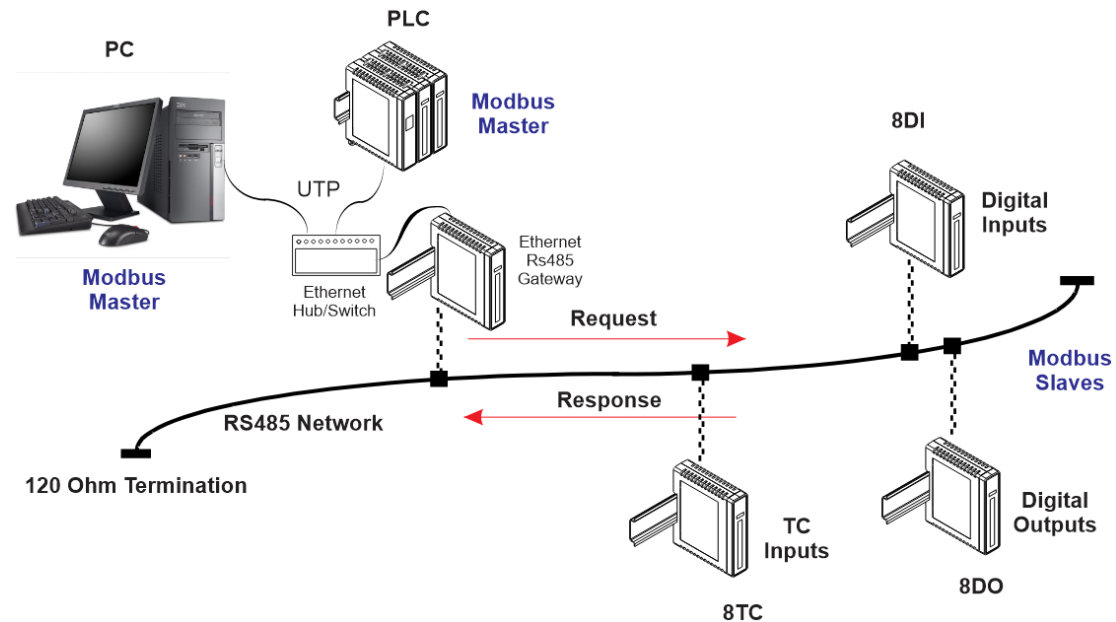 PLC
PC
Modbus
Master
8DI
UTP
Digital
Inputs
Ethernet
Rs485
Gateway
Modbus
Master
Ethernet
Hub/Switch
Request
Modbus
Slaves
Response
RS485 Network
120 Ohm Termination
TC
Inputs
Digital
Outputs
8DO
8TC